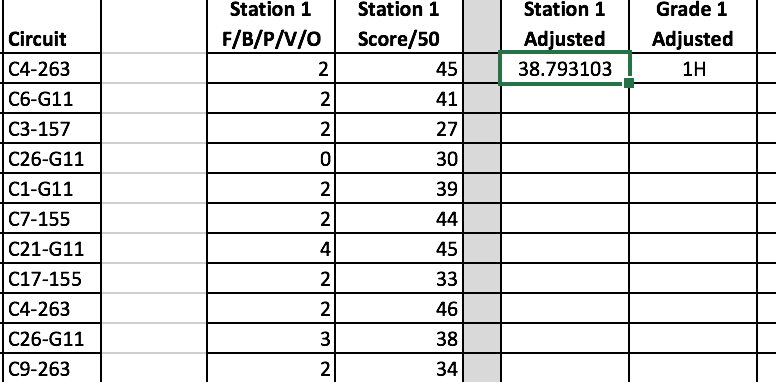 Station 1 Station 1 Station 1 Grade 1
Circuit F/B/P/V/O Score/50 Adjusted Adjusted
C4-263 2 45 38.793103 1H
C6-G11 2 41
C3-157 2 27
C26-G11 0 30
C1-G11 2 39
C7-155 2 44
C21-G11 4 45
C17-155 2 33
C4-263 2 46
C26-G11 3 38
C9-263 2 34